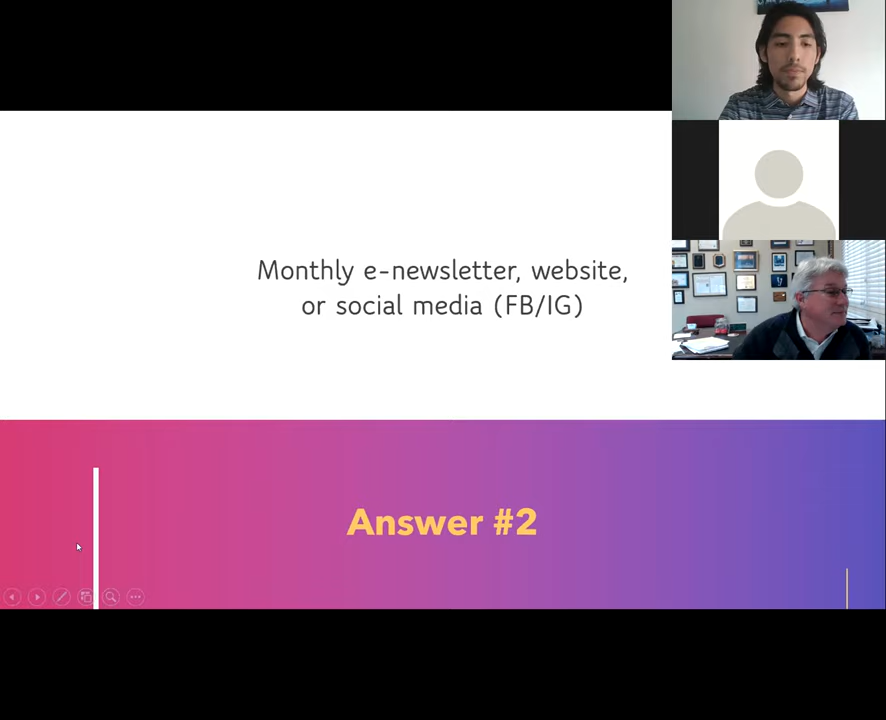 Monthly e-newsletter, website,
or social media (FB/IG)
Answer #2